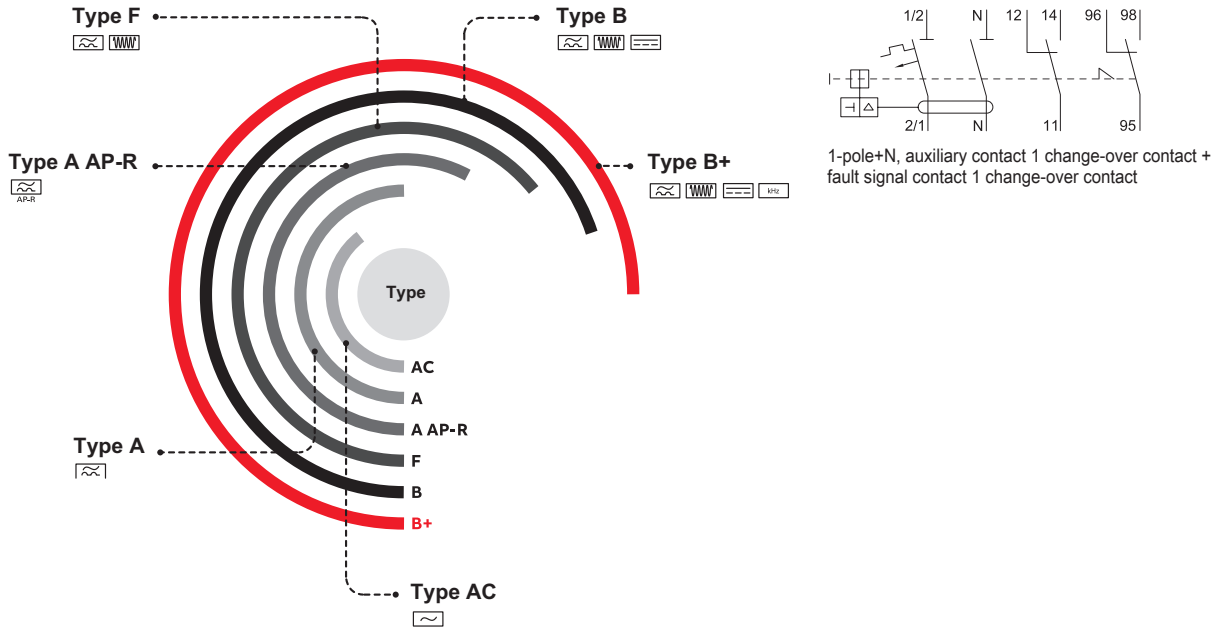 Type F
Type B
Type A AP-R
AP-R
Type B+
kHz
Type
AC
A
A AP-R
F
B
B+
Type A
Type AC
1/2 N 12 14 96 98
2/1 N 11 95
1-pole+N, auxiliary contact 1 change-over contact +
fault signal contact 1 change-over contact